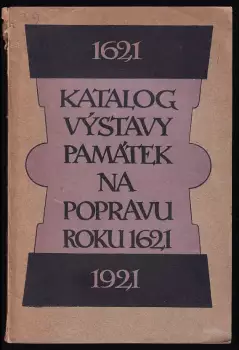 1621
KATALOG
VÝSTAVY
PAMÁTEK
NA
POPRAVU
ROKU 1621
1921